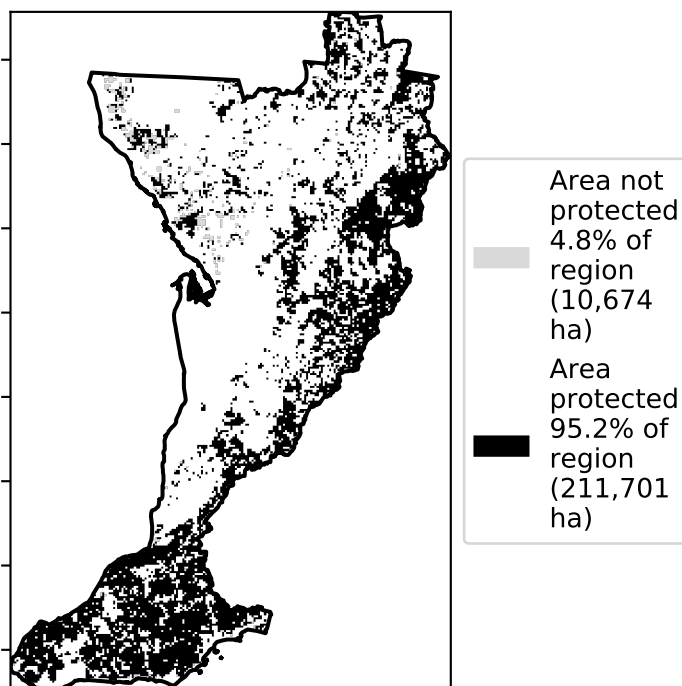 Area not
protected
4.8% of
region
(10,674
ha)
Area
protected
95.2% of
region
(211,701
ha)